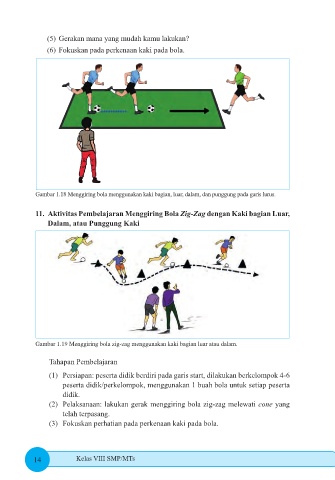 (5) Gerakan mana yang mudah kamu lakukan?
(6) Fokuskan pada perkenaan kaki pada bola.
Gambar 1.18 Menggiring bola menggunakan kaki bagian, luar, dalam, dan punggung pada garis lurus.
11. Aktivitas Pembelajaran Menggiring Bola Zig-Zag dengan Kaki bagian Luar,
Dalam, atau Punggung Kaki
Gambar 1.19 Menggiring bola zig-zag menggunakan kaki bagian luar atau dalam.
Tahapan Pembelajaran
(1) Persiapan: peserta didik berdiri pada garis start, dilakukan berkelompok 4-6
peserta didik/perkelompok, menggunakan 1 buah bola untuk setiap peserta
didik.
(2) Pelaksanaan: lakukan gerak menggiring bola zig-zag melewati cone yang
telah terpasang.
(3) Fokuskan perhatian pada perkenaan kaki pada bola.
14 Kelas VIII SMP/MTs